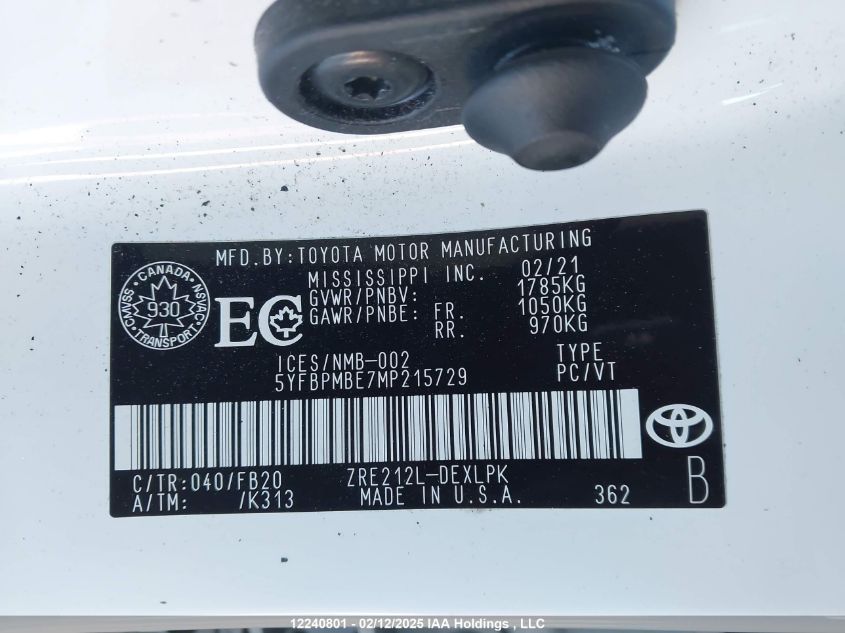 MFD.BY:TOYOTA MOTOR MANUFACTURING
MISSISSIPPI INC. 02/21
GVWR/PNBV: 1785KG
GAWR/PNBE: FR. 1050KG
RR. 970KG
CANADA
CMVSS 930 NSVAC
TRANSPORT
EC
ICES/NMB-002 TYPE
5YFBPMBE7MP215729 PC/VT
C/TR:040/FB20 ZRE212L-DEXLPK
A/TM: /K313 MADE IN U.S.A. 362 B
12240801 - 02/12/2025 IAA Holdings , LLC